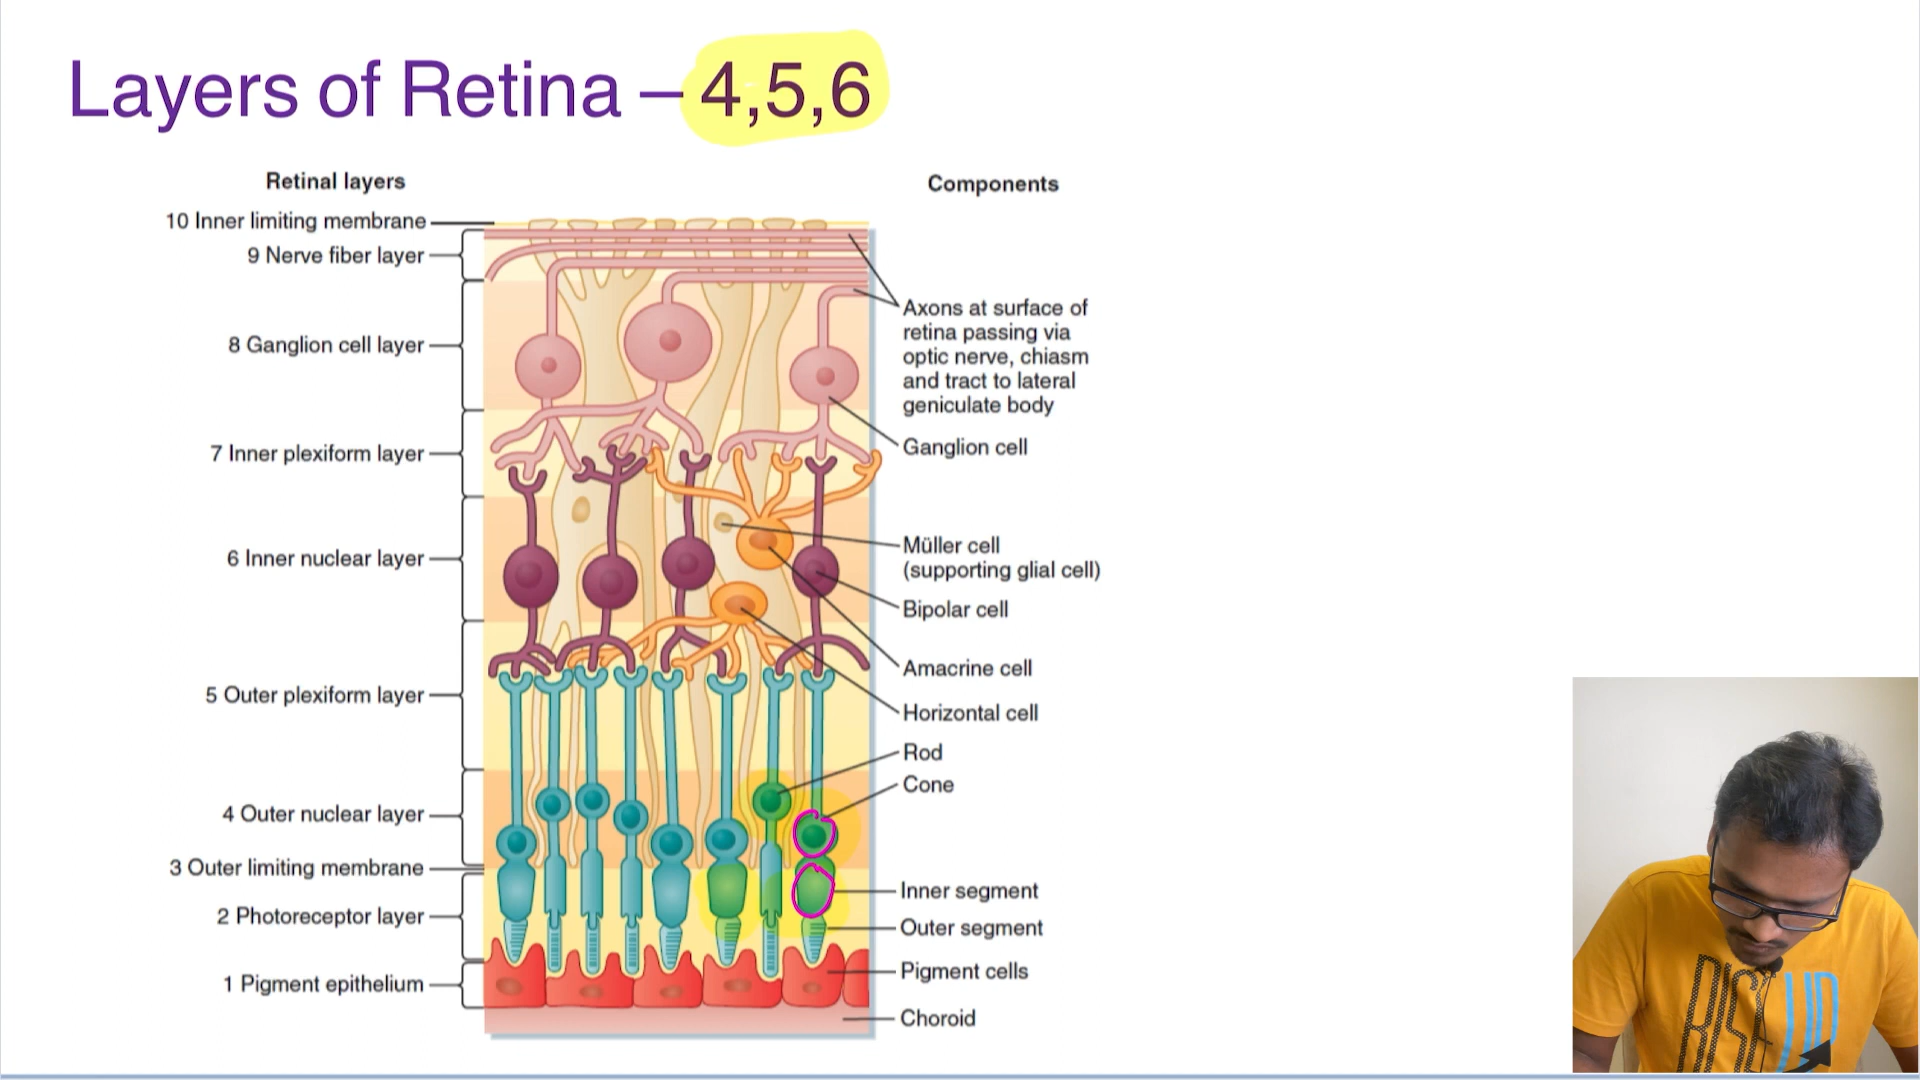 Layers of Retina – 4,5,6
Retinal layers
Components
10 Inner limiting membrane
9 Nerve fiber layer
8 Ganglion cell layer
7 Inner plexiform layer
6 Inner nuclear layer
5 Outer plexiform layer
4 Outer nuclear layer
3 Outer limiting membrane
2 Photoreceptor layer
1 Pigment epithelium
Axons at surface of
retina passing via
optic nerve, chiasm
and tract to lateral
geniculate body
Ganglion cell
Müller cell
(supporting glial cell)
Bipolar cell
Amacrine cell
Horizontal cell
Rod
Cone
Inner segment
Outer segment
Pigment cells
Choroid
RISE
UP